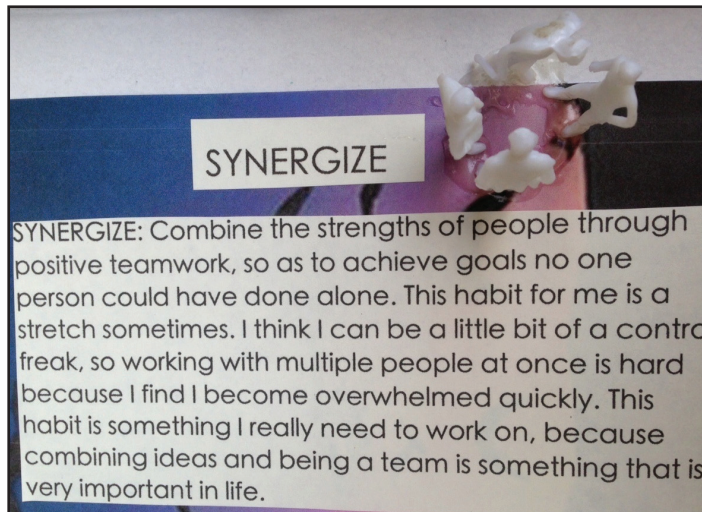 SYNERGIZE
SYNERGIZE: Combine the strengths of people through
positive teamwork, so as to achieve goals no one
person could have done alone. This habit for me is a
stretch sometimes. I think I can be a little bit of a contro
freak, so working with multiple people at once is hard
because I find I become overwhelmed quickly. This
habit is something I really need to work on, because
combining ideas and being a team is something that is
very important in life.